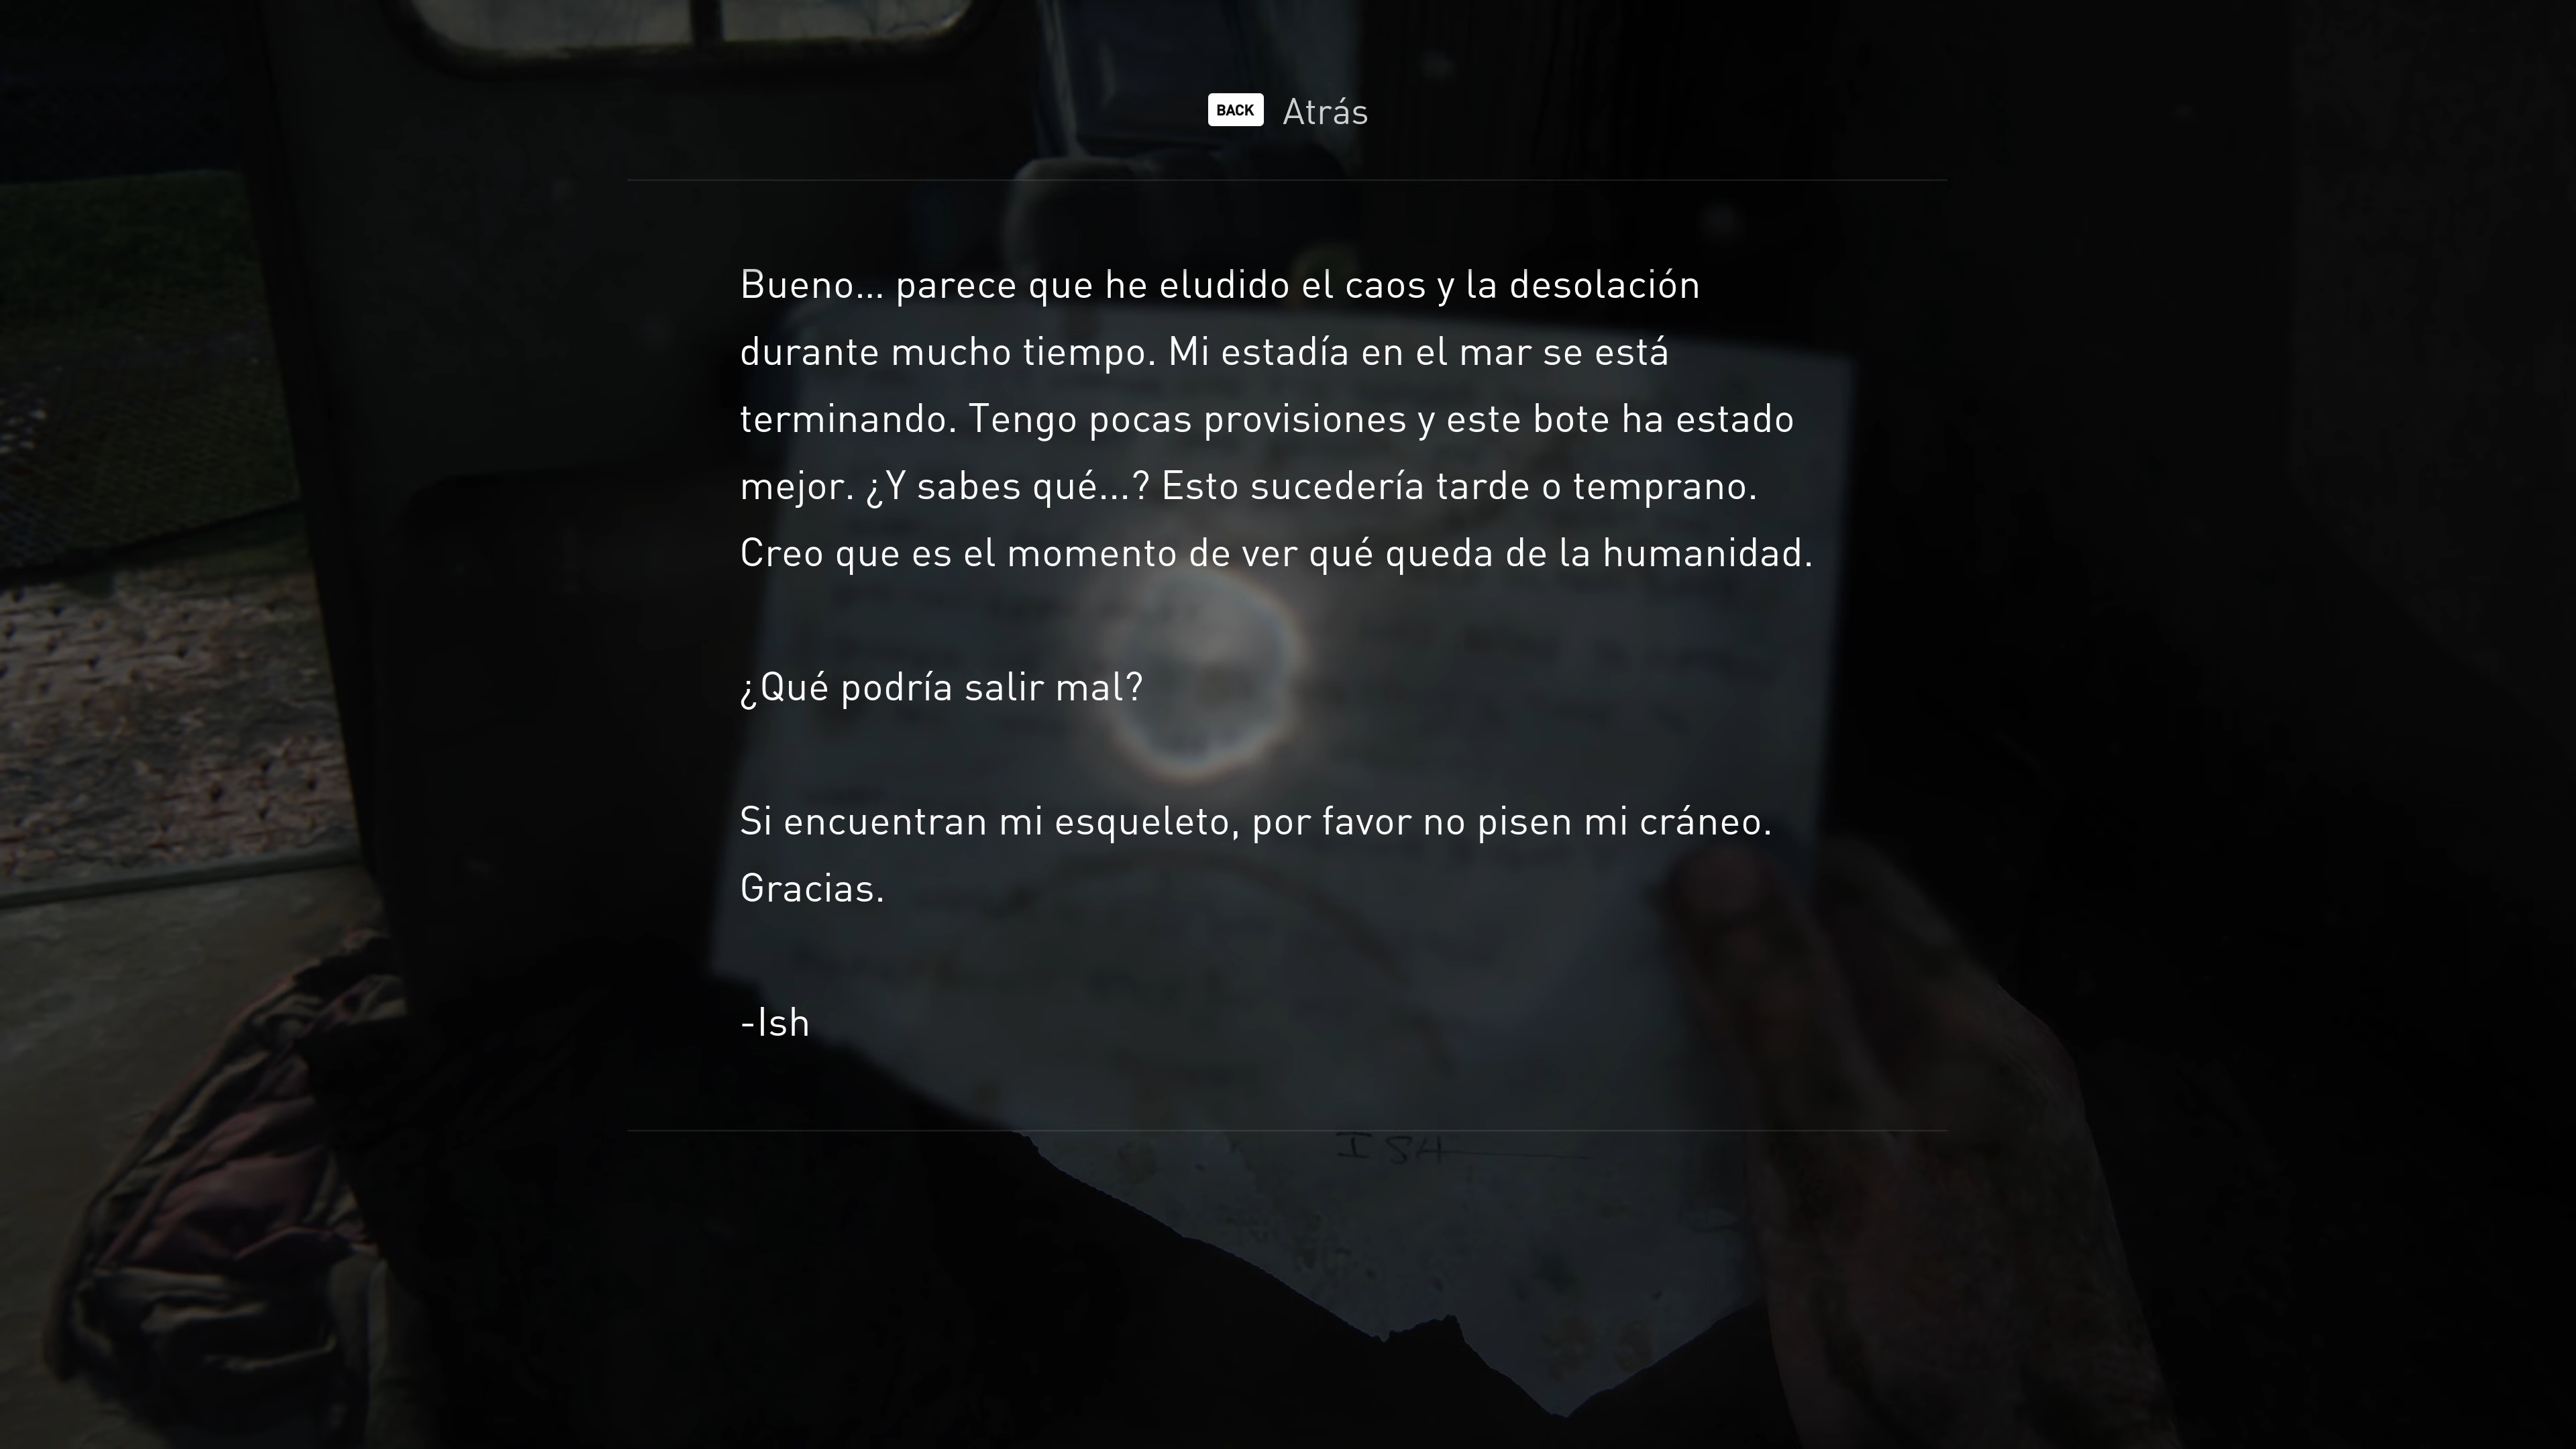 BACK Atrás
Bueno... parece que he eludido el caos y la desolación
durante mucho tiempo. Mi estadía en el mar se está
terminando. Tengo pocas provisiones y este bote ha estado
mejor. ¿Y sabes qué...? Esto sucedería tarde o temprano.
Creo que es el momento de ver qué queda de la humanidad.
¿Qué podría salir mal?
Si encuentran mi esqueleto, por favor no pisen mi cráneo.
Gracias.
-Ish
ISH